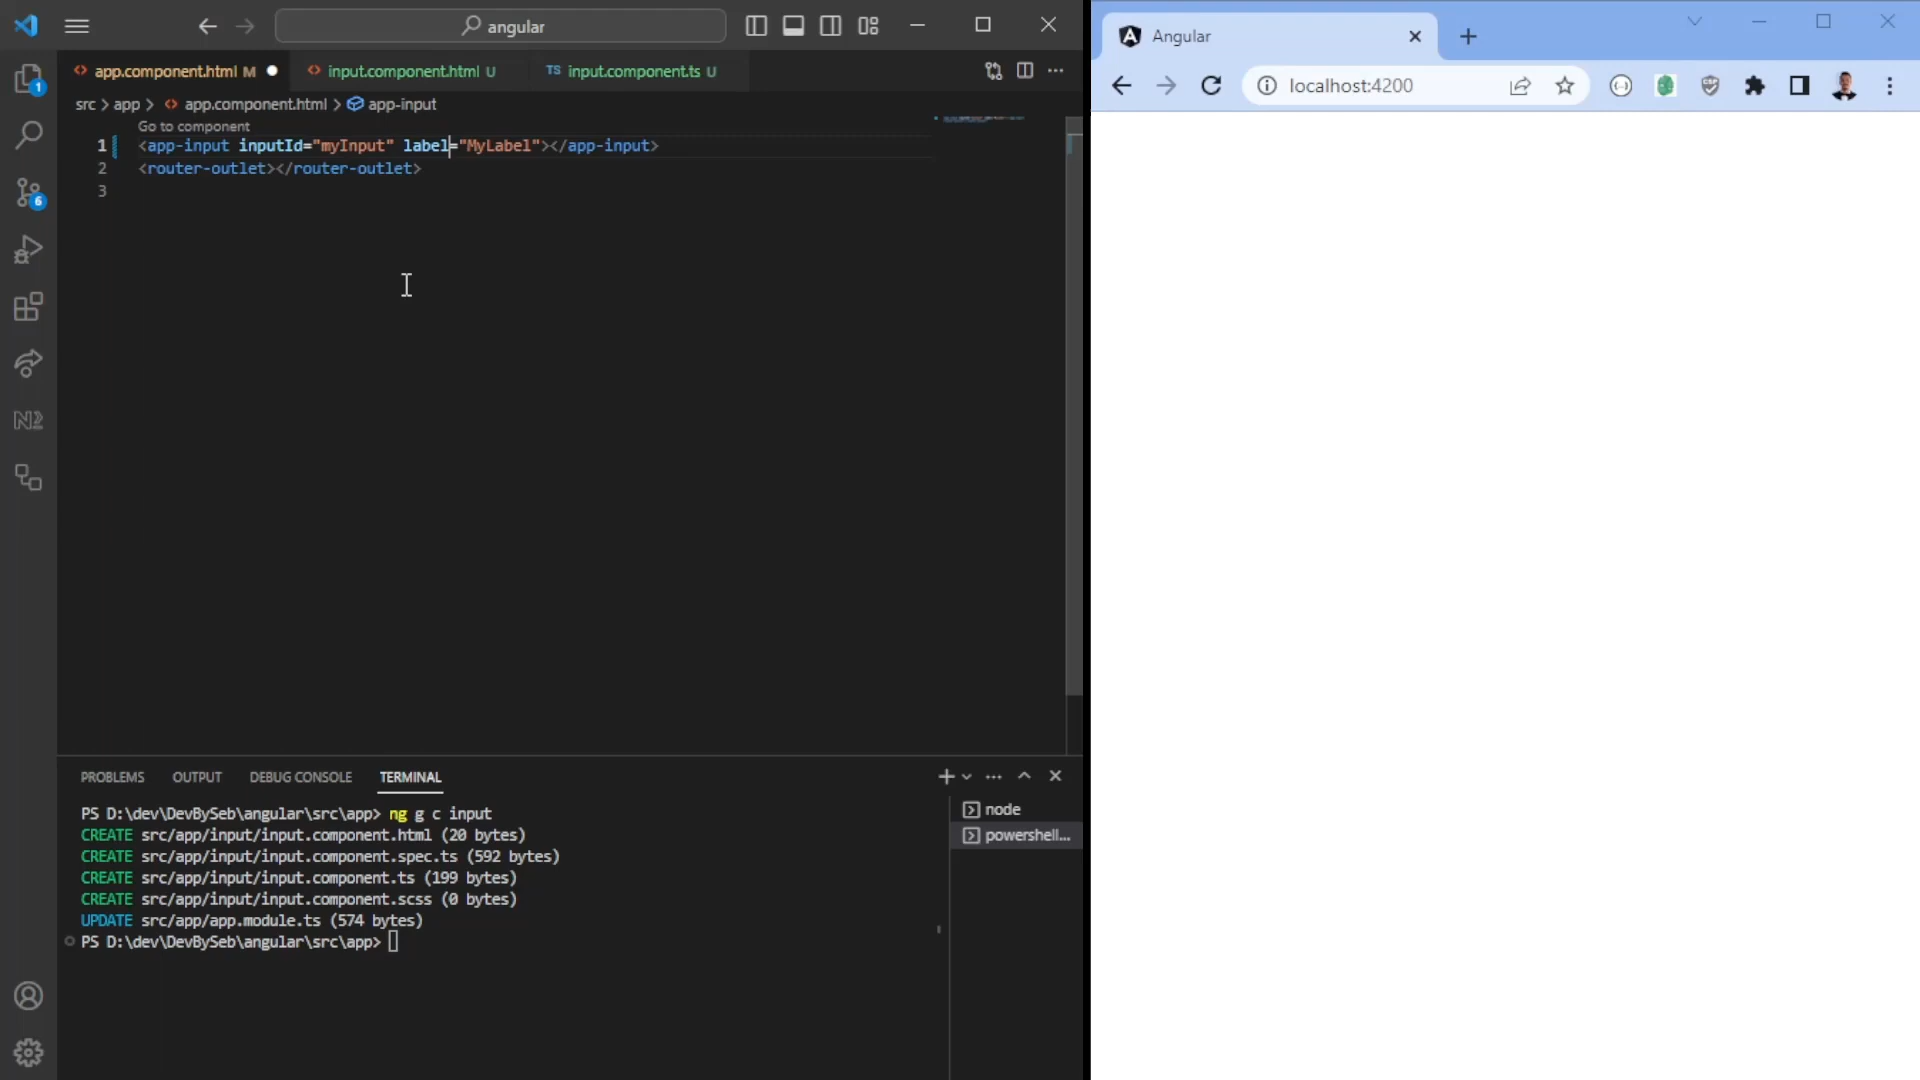 angular
app.component.html M
input.component.html U
TS input.component.ts U
src > app > app.component.html > app-input
Go to component
1 <app-input inputId="myInput" label="MyLabel"></app-input>
2 <router-outlet></router-outlet>
3
1
6
PROBLEMS OUTPUT DEBUG CONSOLE TERMINAL
PS D:\dev\DevBySeb\angular\src\app> ng g c input
CREATE src/app/input/input.component.html (20 bytes)
CREATE src/app/input/input.component.spec.ts (592 bytes)
CREATE src/app/input/input.component.ts (199 bytes)
CREATE src/app/input/input.component.scss (0 bytes)
UPDATE src/app/app.module.ts (574 bytes)
PS D:\dev\DevBySeb\angular\src\app>
node
powershell...
Angular
localhost:4200